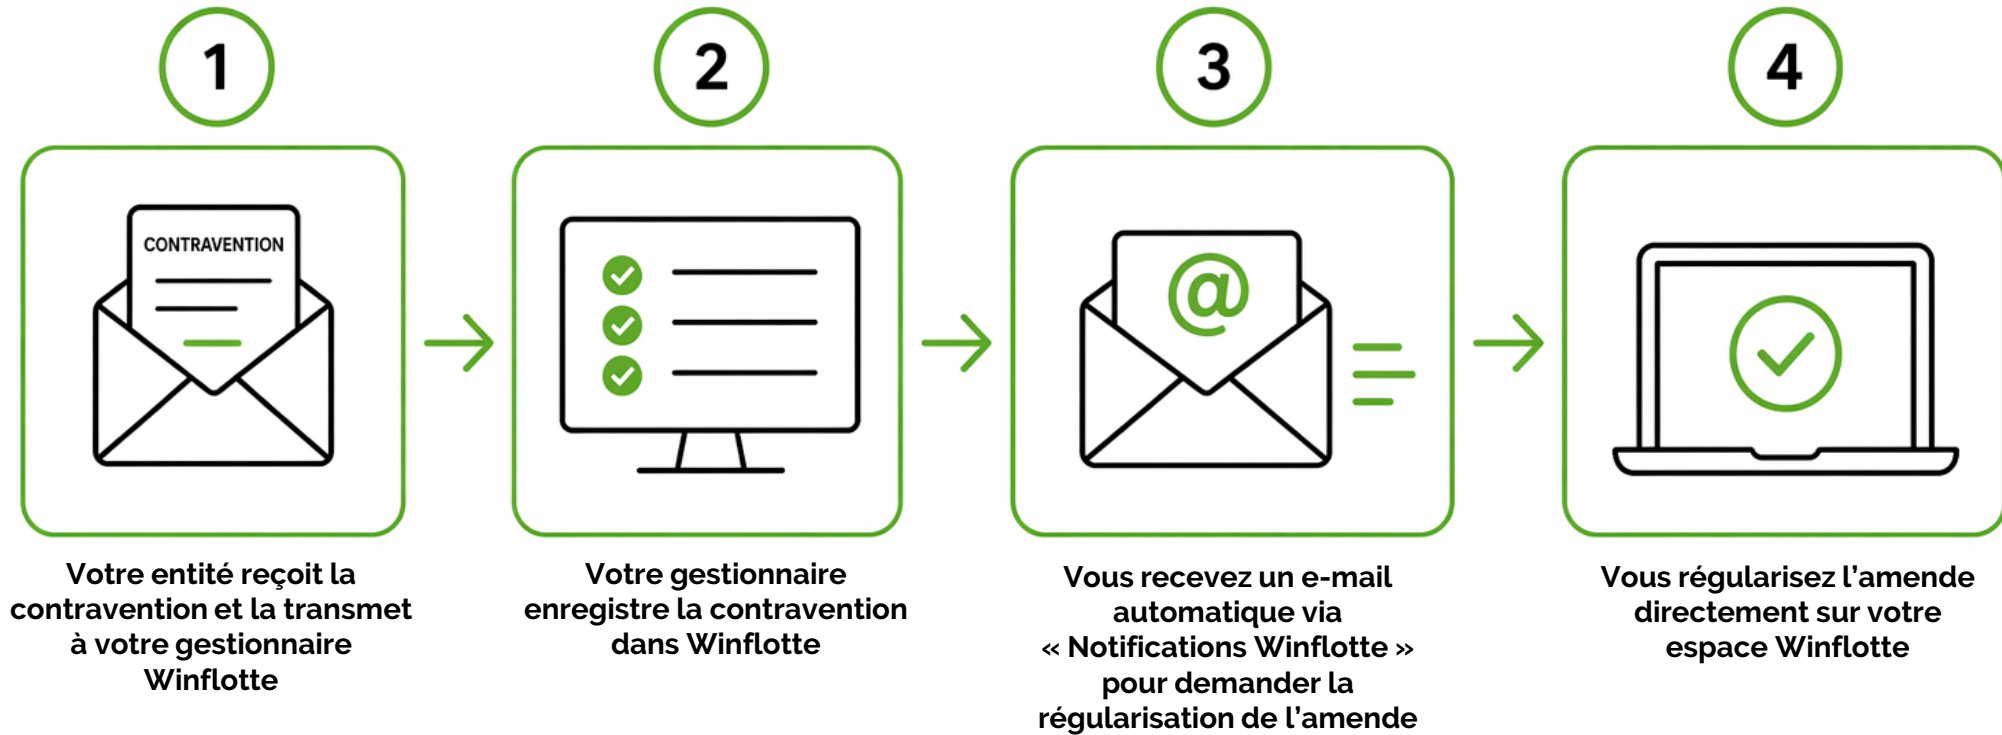 1
2
3
4
CONTRAVENTION
@
Votre entité reçoit la
contravention et la transmet
à votre gestionnaire
Winflotte
Votre gestionnaire
enregistre la contravention
dans Winflotte
Vous recevez un e-mail
automatique via
« Notifications Winflotte »
pour demander la
régularisation de l’amende
Vous régularisez l’amende
directement sur votre
espace Winflotte